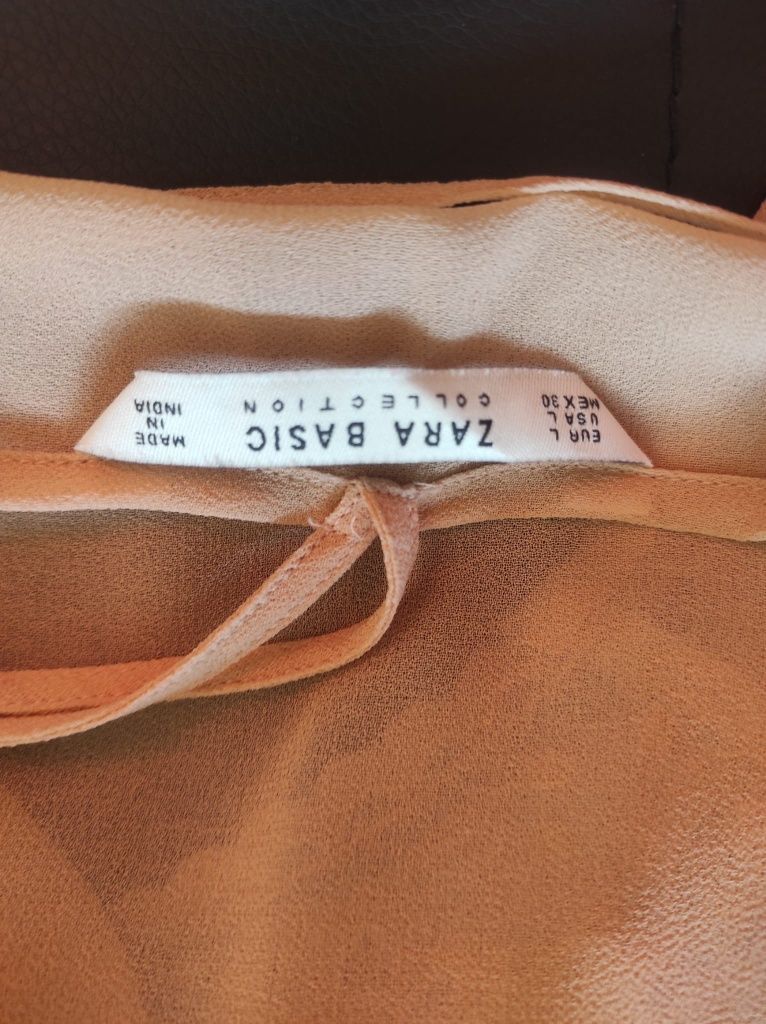 EUR L
USA L
MEX 30
ZARA BASIC
COLLECTION
MADE
IN
INDIA